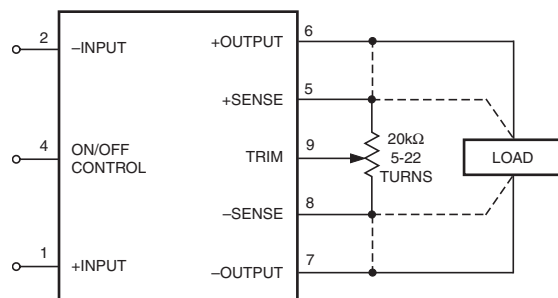 2
–INPUT
4
ON/OFF
CONTROL
1
+INPUT
+OUTPUT
6
+SENSE
5
TRIM
9
–SENSE
8
–OUTPUT
7
20kΩ
5-22
TURNS
LOAD